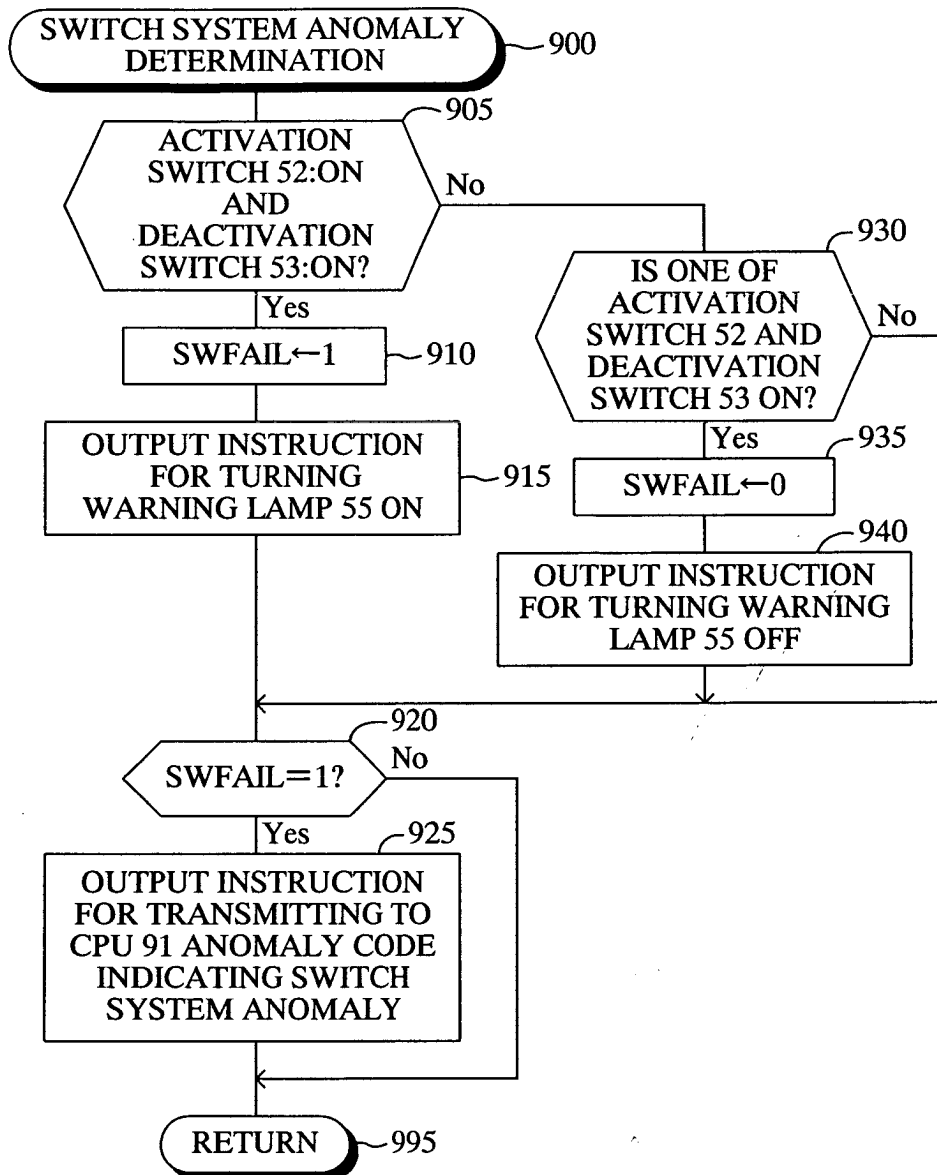 SWITCH SYSTEM ANOMALY
DETERMINATION
900
905
ACTIVATION
SWITCH 52:ON
AND
DEACTIVATION
SWITCH 53:ON?
No
Yes
930
IS ONE OF
ACTIVATION
SWITCH 52 AND
DEACTIVATION
SWITCH 53 ON?
No
Yes
SWFAIL←1
910
935
SWFAIL←0
OUTPUT INSTRUCTION
FOR TURNING
WARNING LAMP 55 ON
915
940
OUTPUT INSTRUCTION
FOR TURNING WARNING
LAMP 55 OFF
920
SWFAIL=1?
No
Yes
925
OUTPUT INSTRUCTION
FOR TRANSMITTING TO
CPU 91 ANOMALY CODE
INDICATING SWITCH
SYSTEM ANOMALY
RETURN
995